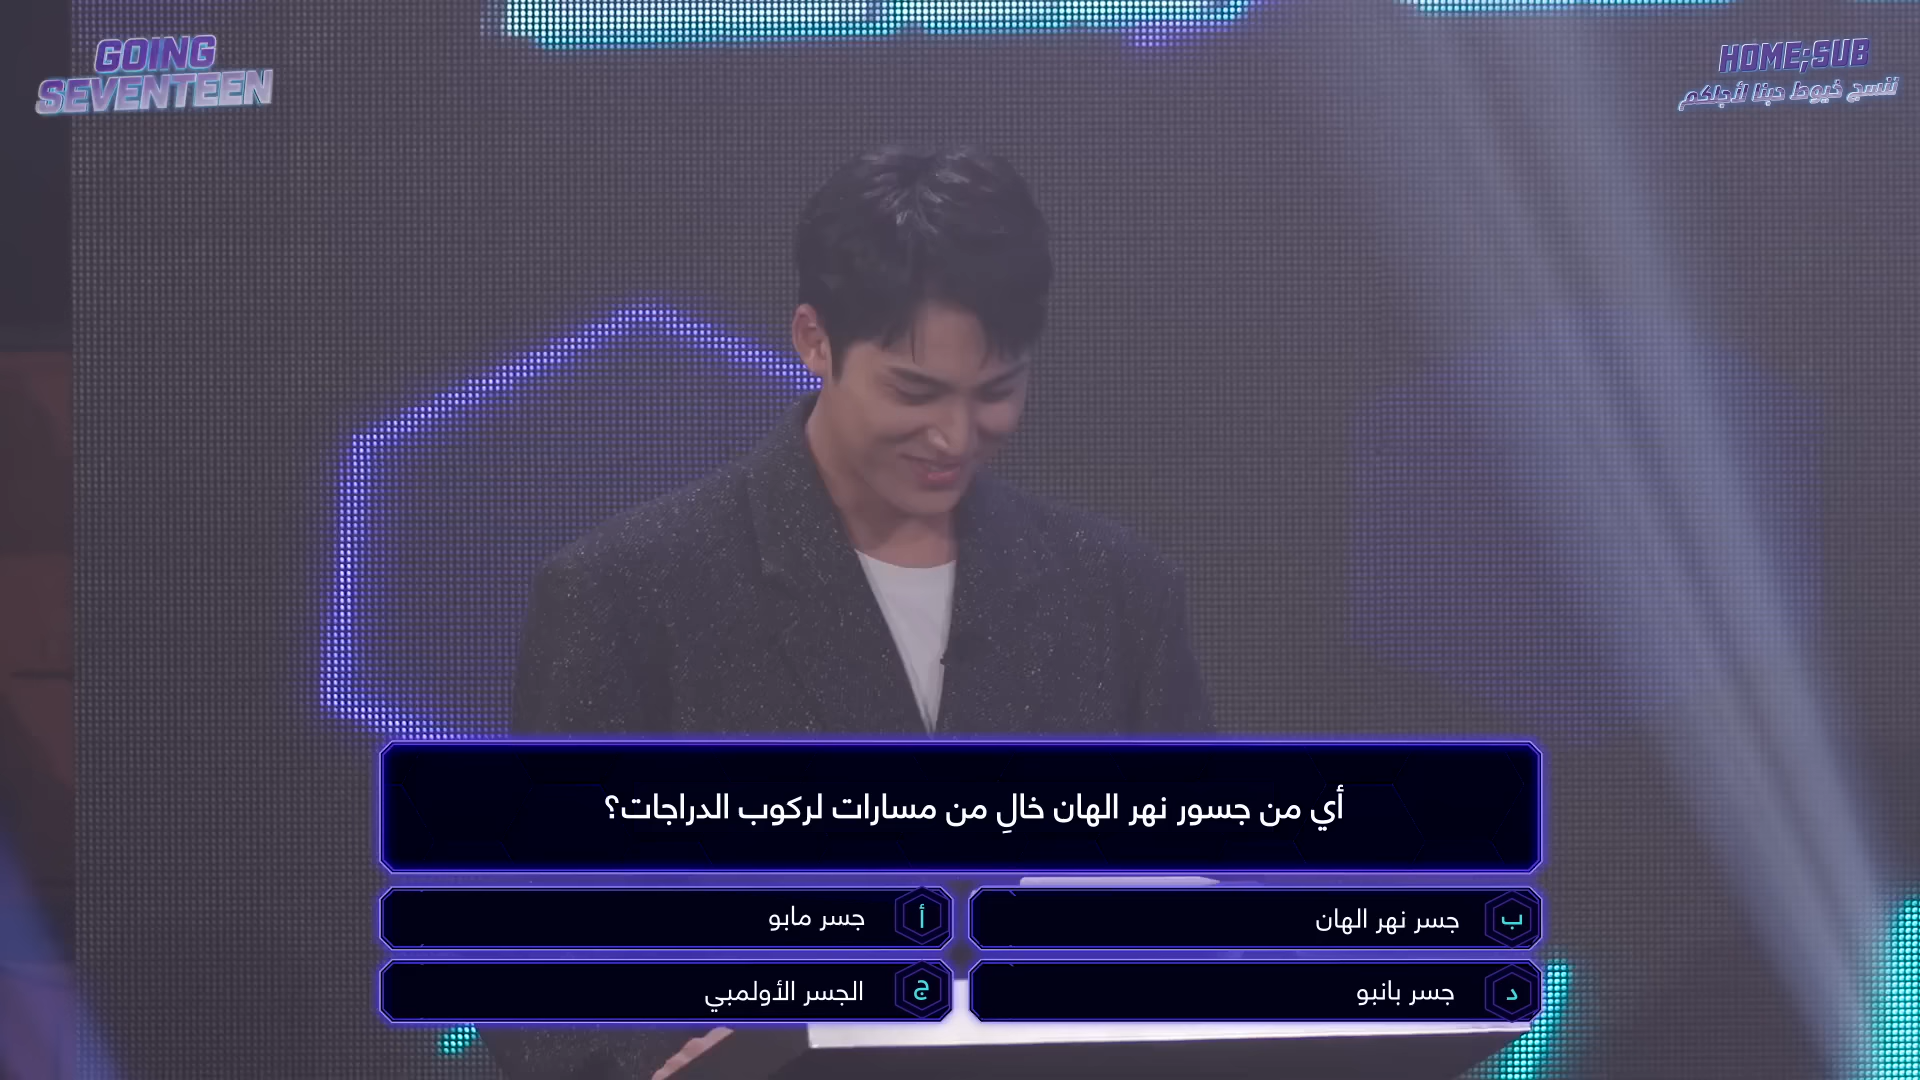 GOING
SEVENTEEN
HOME;SUB
ننسج خيوط حبنا لأجلكم
أي من جسور نهر الهان خالٍ من مسارات لركوب الدراجات؟
أ جسر مابو
ب جسر نهر الهان
ج الجسر الأولمبي
د جسر بانبو